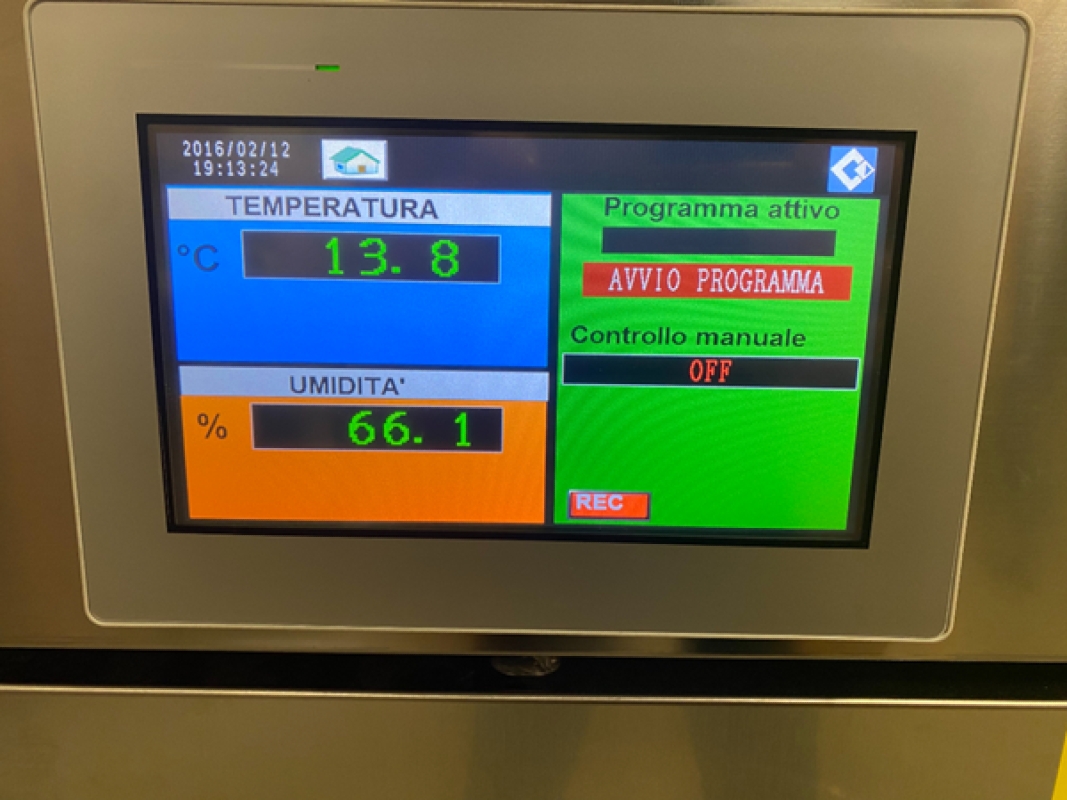 2016/02/12
19:13:24
TEMPERATURA
°C 13.8
UMIDITA'
% 66.1
Programma attivo
AVVIO PROGRAMMA
Controllo manuale
OFF
REC